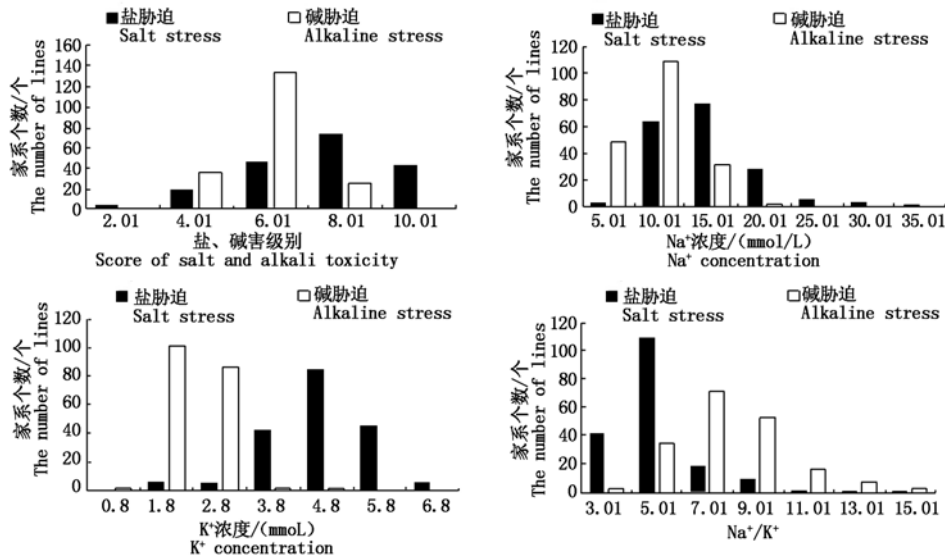 盐胁迫 碱胁迫
Salt stress Alkaline stress
家系个数/个
The number of lines
160
140
120
100
80
60
40
20
0
2.01 4.01 6.01 8.01 10.01
盐、碱害级别
Score of salt and alkali toxicity
盐胁迫 碱胁迫
Salt stress Alkaline stress
家系个数/个
The number of lines
120
100
80
60
40
20
0
5.01 10.01 15.01 20.01 25.01 30.01 35.01
Na⁺浓度/(mmol/L)
Na⁺ concentration
盐胁迫 碱胁迫
Salt stress Alkaline stress
家系个数/个
The number of lines
120
100
80
60
40
20
0
0.8 1.8 2.8 3.8 4.8 5.8 6.8
K⁺浓度/(mmoL)
K⁺ concentration
盐胁迫 碱胁迫
Salt stress Alkaline stress
家系个数/个
The number of lines
120
100
80
60
40
20
0
3.01 5.01 7.01 9.01 11.01 13.01 15.01
Na⁺/K⁺